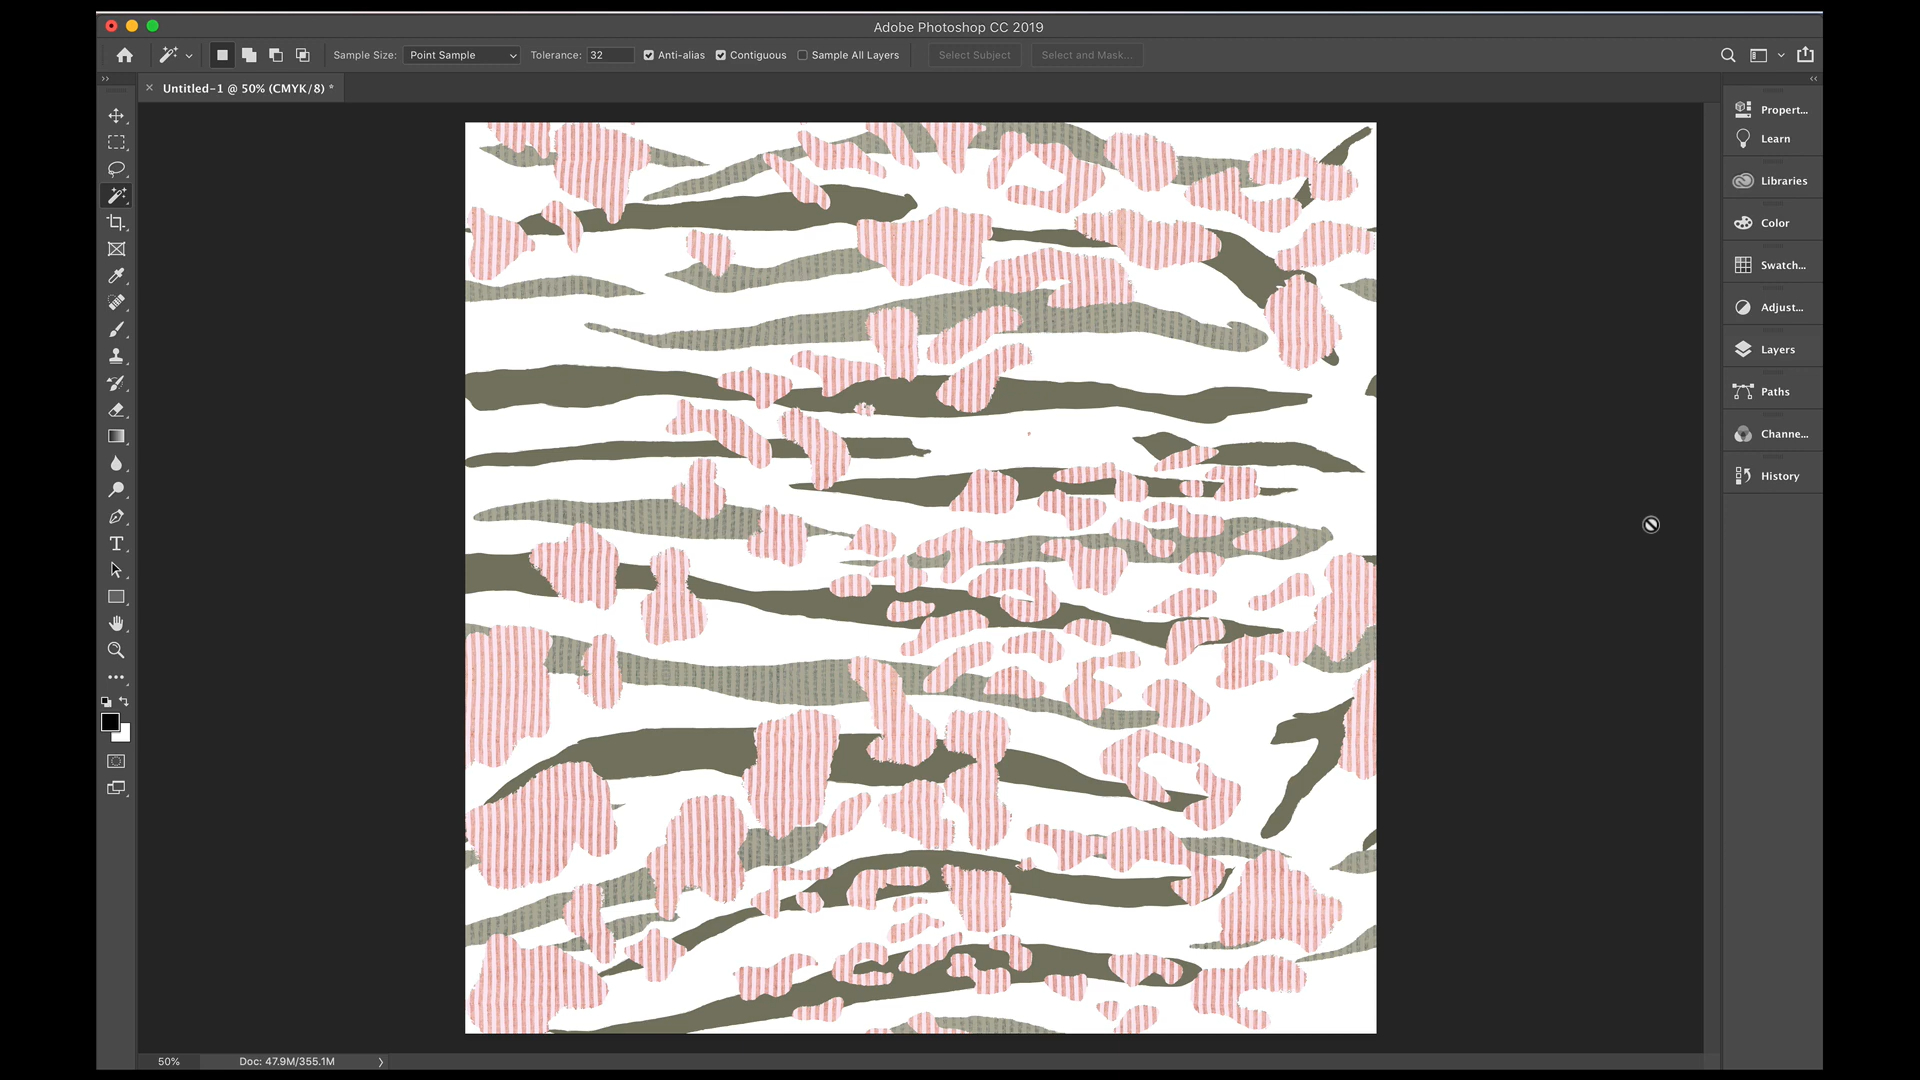 Adobe Photoshop CC 2019
Sample Size: Point Sample Tolerance: 32 Anti-alias Contiguous Sample All Layers Select Subject Select and Mask...
Untitled-1 @ 50% (CMYK/8) *
Propert...
Learn
Libraries
Color
Swatch...
Adjust...
Layers
Paths
Channe...
History
50% Doc: 47.9M/355.1M